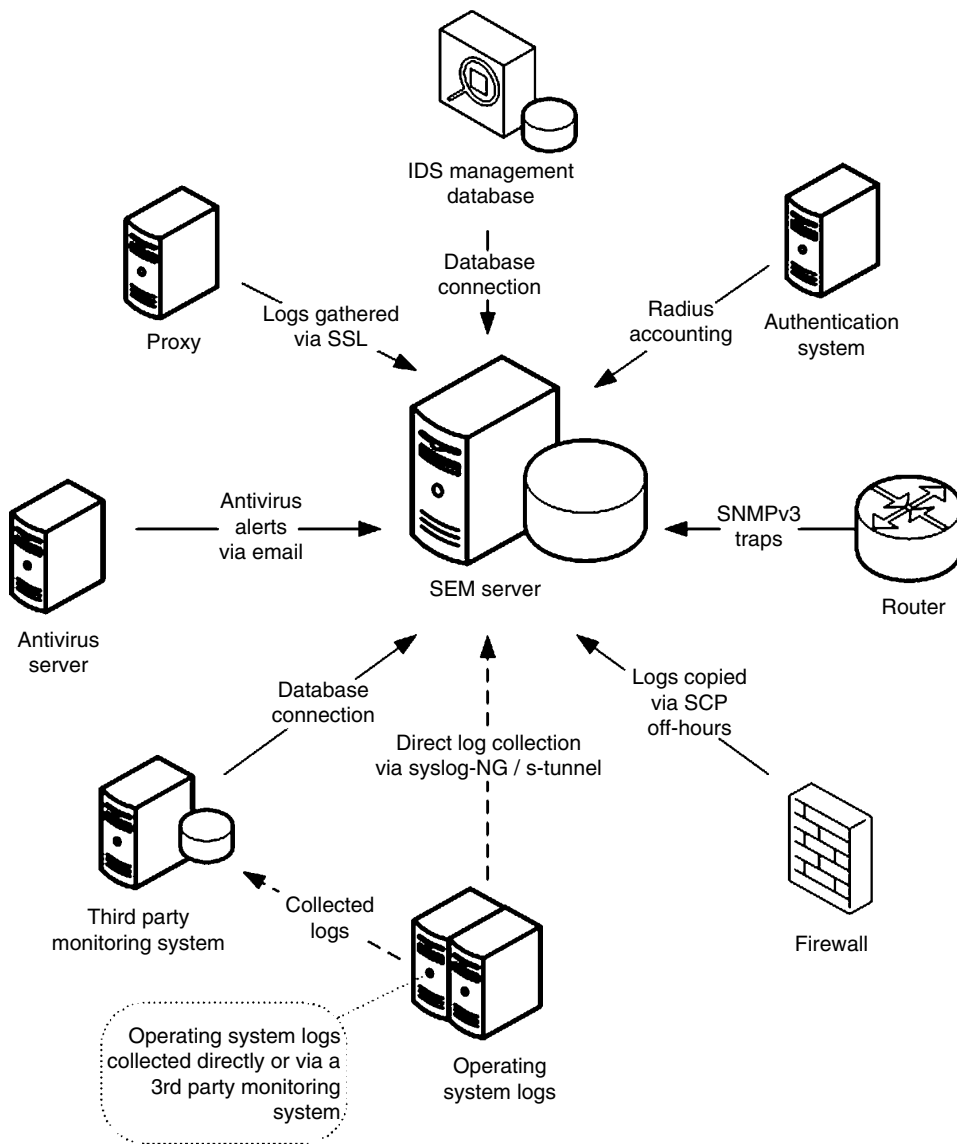 IDS management
database
Database
connection
Proxy
Logs gathered
via SSL
Radius
accounting
Authentication
system
Antivirus
alerts
via email
Antivirus
server
SEM server
SNMPv3
traps
Router
Database
connection
Direct log collection
via syslog-NG / s-tunnel
Logs copied
via SCP
off-hours
Third party
monitoring system
Collected
logs
Firewall
Operating system logs
collected directly or via a
3rd party monitoring
system
Operating
system logs